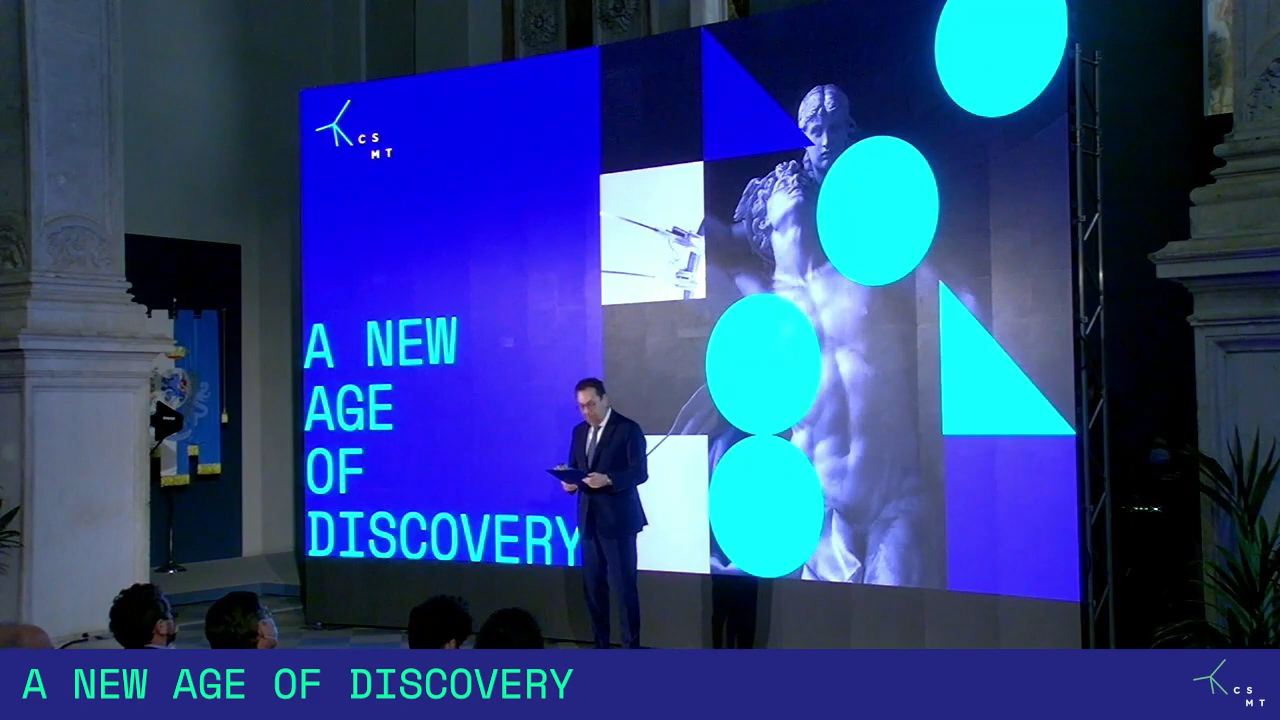 CS
MT
A NEW
AGE
OF
DISCOVERY
A NEW AGE OF DISCOVERY
CS
MT